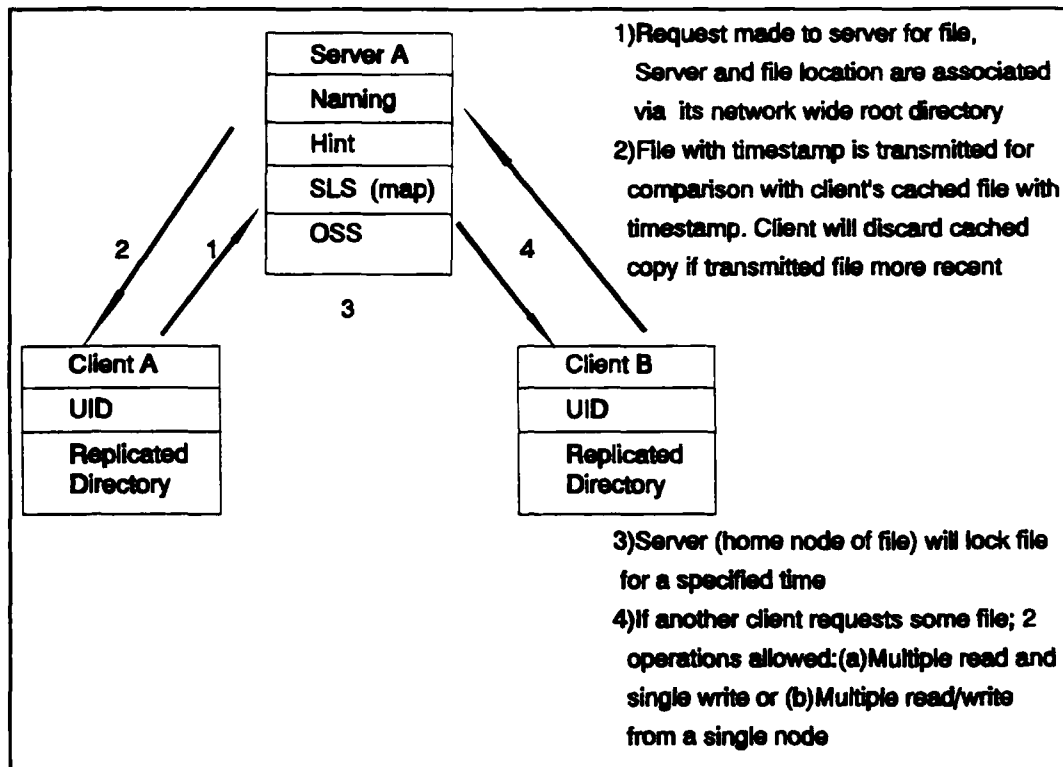 Server A
Naming
Hint
SLS (map)
OSS
2
1
4
3
Client A
UID
Replicated
Directory
Client B
UID
Replicated
Directory
1)Request made to server for file,
Server and file location are associated
via its network wide root directory
2)File with timestamp is transmitted for
comparison with client's cached file with
timestamp. Client will discard cached
copy if transmitted file more recent
3)Server (home node of file) will lock file
for a specified time
4)If another client requests some file; 2
operations allowed:(a)Multiple read and
single write or (b)Multiple read/write
from a single node